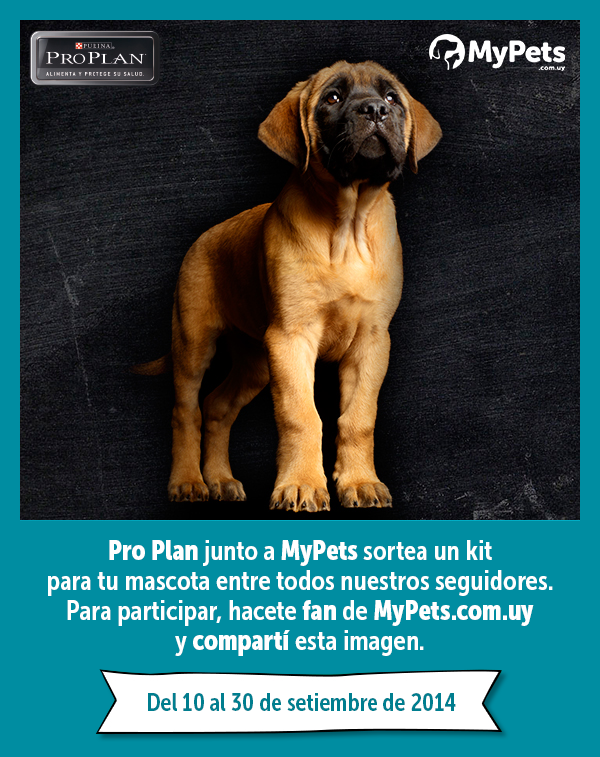 PURINA
PRO PLAN
ALIMENTA Y PROTEGE SU SALUD.
MyPets
.com.uy
Pro Plan junto a MyPets sortea un kit
para tu mascota entre todos nuestros seguidores.
Para participar, hacete fan de MyPets.com.uy
y compartí esta imagen.
Del 10 al 30 de setiembre de 2014